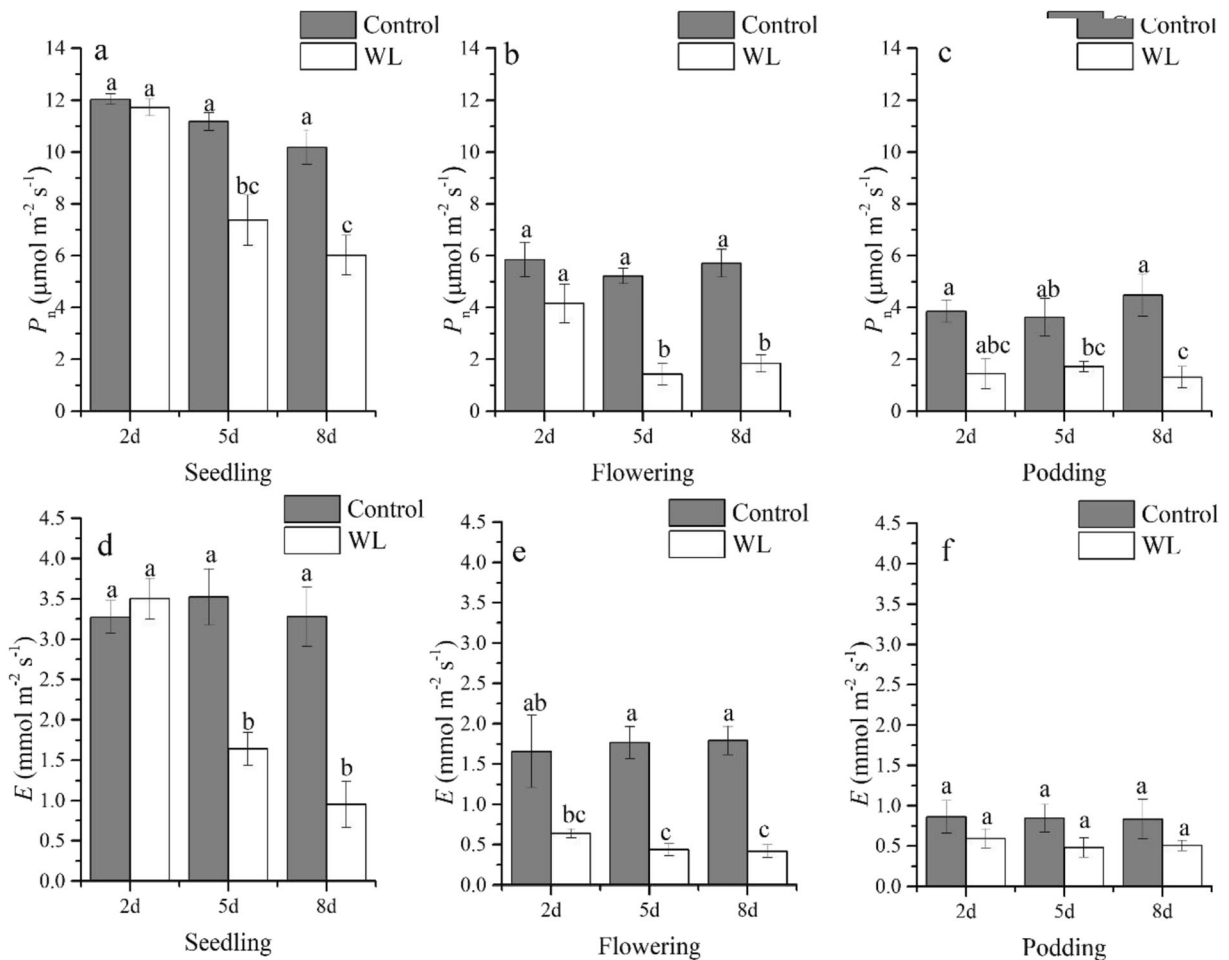 a
Control
WL
14
12
10
8
6
4
2
0
a a a bc a c
Pn (μmol m-2 s-1)
2d 5d 8d
Seedling
b
Control
WL
14
12
10
8
6
4
2
0
a a a b a b
Pn (μmol m-2 s-1)
2d 5d 8d
Flowering
c
Control
WL
14
12
10
8
6
4
2
0
a abc ab bc a c
Pn (μmol m-2 s-1)
2d 5d 8d
Podding
d
Control
WL
4.5
4.0
3.5
3.0
2.5
2.0
1.5
1.0
0.5
0.0
a a a b a b
E (mmol m-2 s-1)
2d 5d 8d
Seedling
e
Control
WL
4.5
4.0
3.5
3.0
2.5
2.0
1.5
1.0
0.5
0.0
ab bc a c a c
E (mmol m-2 s-1)
2d 5d 8d
Flowering
f
Control
WL
4.5
4.0
3.5
3.0
2.5
2.0
1.5
1.0
0.5
0.0
a a a a a a
E (mmol m-2 s-1)
2d 5d 8d
Podding